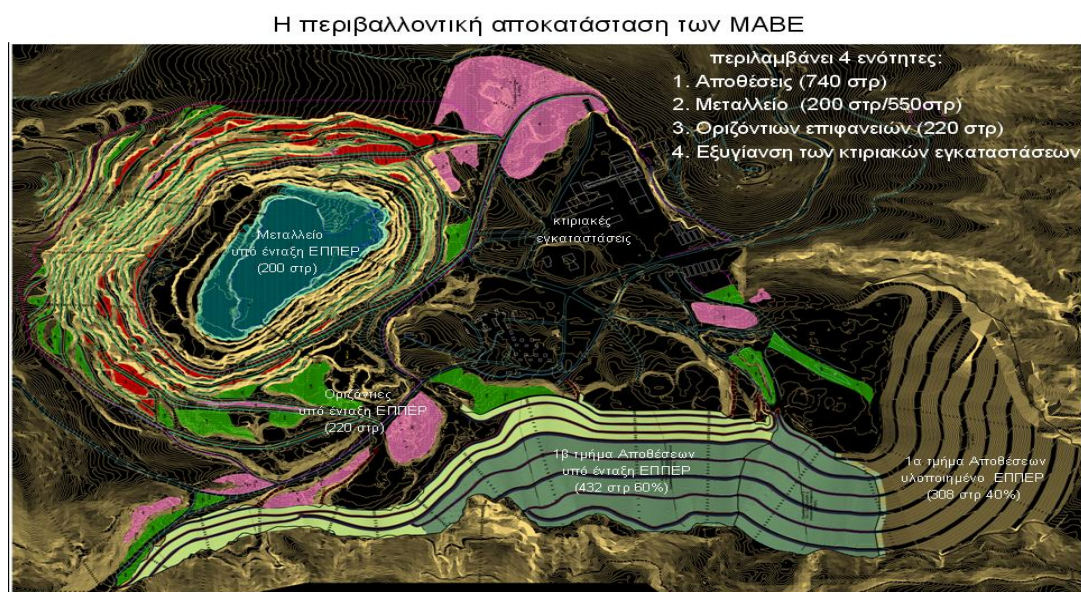 Η περιβαλλοντική αποκατάσταση των ΜΑΒΕ
περιλαμβάνει 4 ενότητες:
1. Αποθέσεις (740 στρ)
2. Μεταλλείο (200 στρ/550στρ)
3. Οριζόντιων επιφανειών (220 στρ)
4. Εξυγίανση των κτιριακών εγκαταστάσεων
Μεταλλείο
υπό ένταξη ΕΠΠΕΡ
(200 στρ)
κτιριακές
εγκαταστάσεις
Οριζόντιες
υπό ένταξη ΕΠΠΕΡ
(220 στρ)
1β τμήμα Αποθέσεων
υπό ένταξη ΕΠΠΕΡ
(432 στρ 60%)
1α τμήμα Αποθέσεων
υλοποιημένο ΕΠΠΕΡ
(308 στρ 40%)